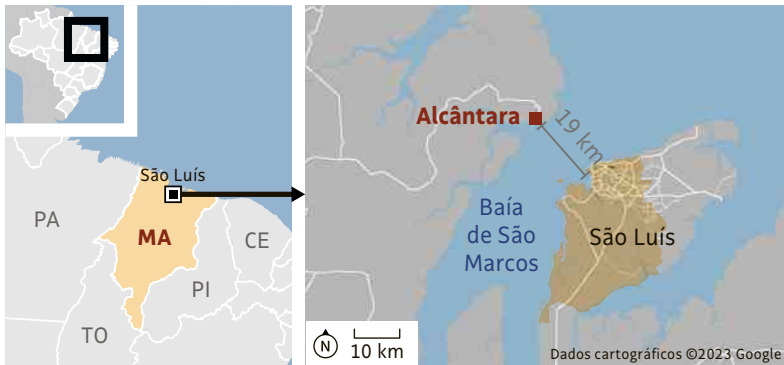 São Luís
PA
MA
CE
PI
TO
Alcântara
19 km
Baía
de São
Marcos
São Luís
N
10 km
Dados cartográficos ©2023 Google